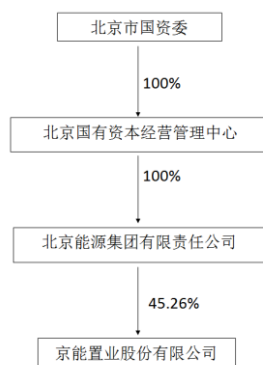 北京市国资委
100%
北京国有资本经营管理中心
100%
北京能源集团有限责任公司
45.26%
京能置业股份有限公司